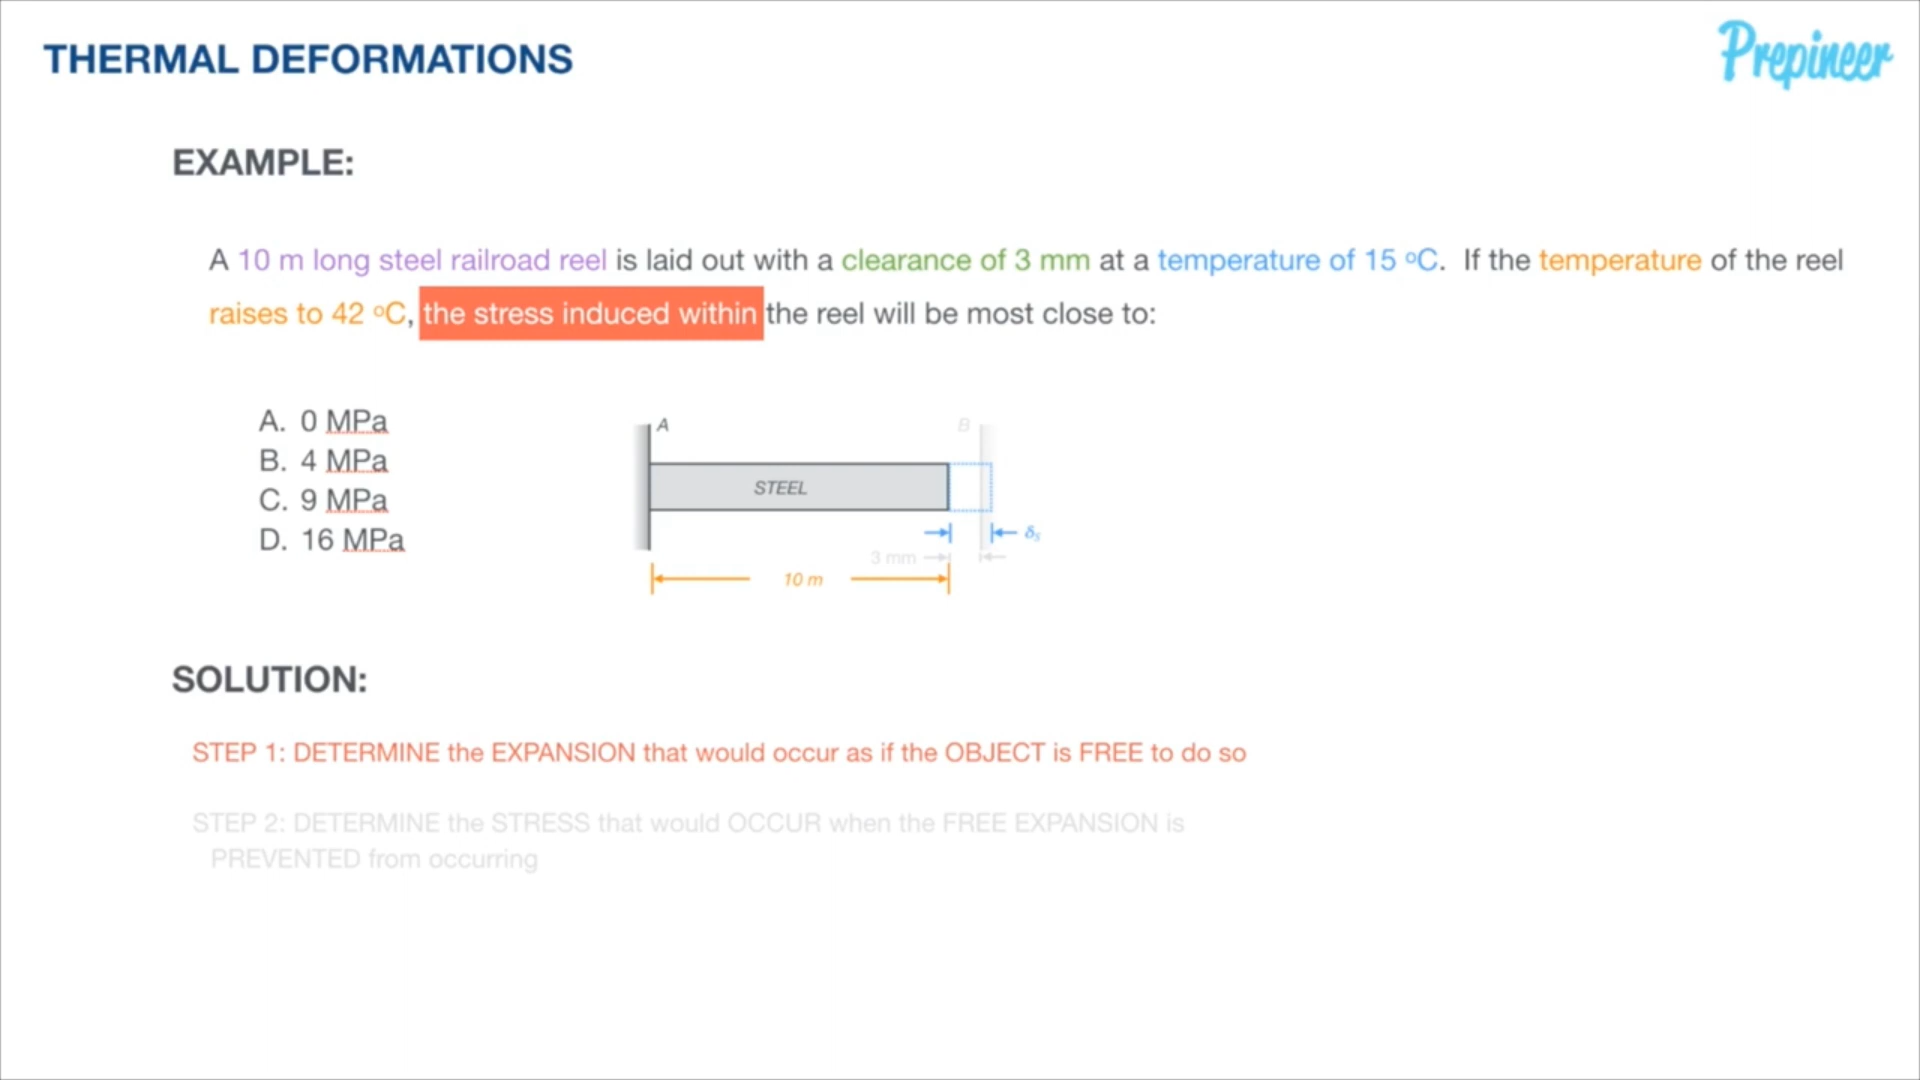 THERMAL DEFORMATIONS
Prepineer
EXAMPLE:
A 10 m long steel railroad reel is laid out with a clearance of 3 mm at a temperature of 15 ºC. If the temperature of the reel
raises to 42 ºC, the stress induced within the reel will be most close to:
A. 0 MPa
B. 4 MPa
C. 9 MPa
D. 16 MPa
A
B
STEEL
δs
3 mm
10 m
SOLUTION:
STEP 1: DETERMINE the EXPANSION that would occur as if the OBJECT is FREE to do so
STEP 2: DETERMINE the STRESS that would OCCUR when the FREE EXPANSION is
PREVENTED from occurring